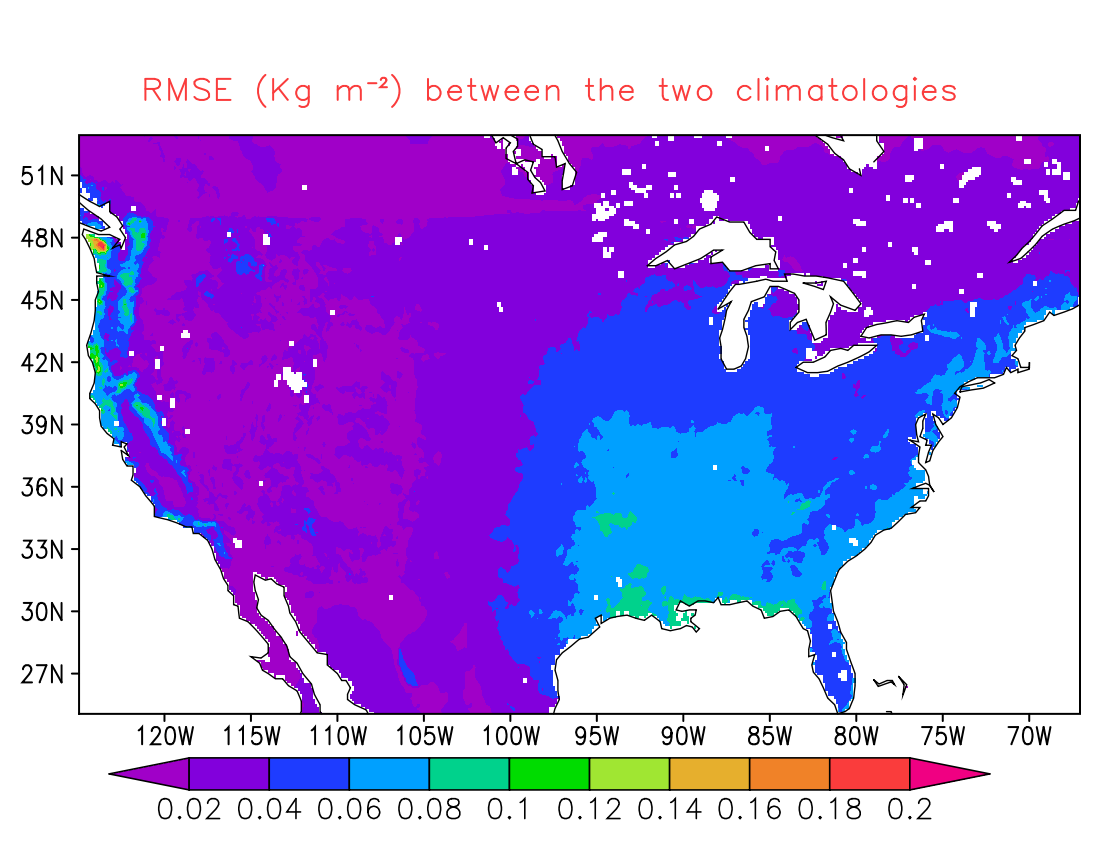 RMSE (Kg m⁻²) between the two climatologies
51N
48N
45N
42N
39N
36N
33N
30N
27N
120W 115W 110W 105W 100W 95W 90W 85W 80W 75W 70W
0.02 0.04 0.06 0.08 0.1 0.12 0.14 0.16 0.18 0.2